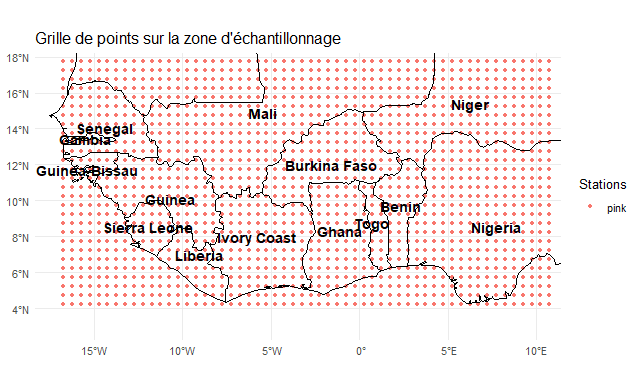 Grille de points sur la zone d'échantillonnage
18°N
16°N
14°N
12°N
10°N
8°N
6°N
4°N
Niger
Mali
Senegal
Gambia
Burkina Faso
Guinea-Bissau
Guinea
Benin
Togo
Sierra Leone
Ghana
Nigeria
Ivory Coast
Liberia
Stations
pink
15°W
10°W
5°W
0°
5°E
10°E